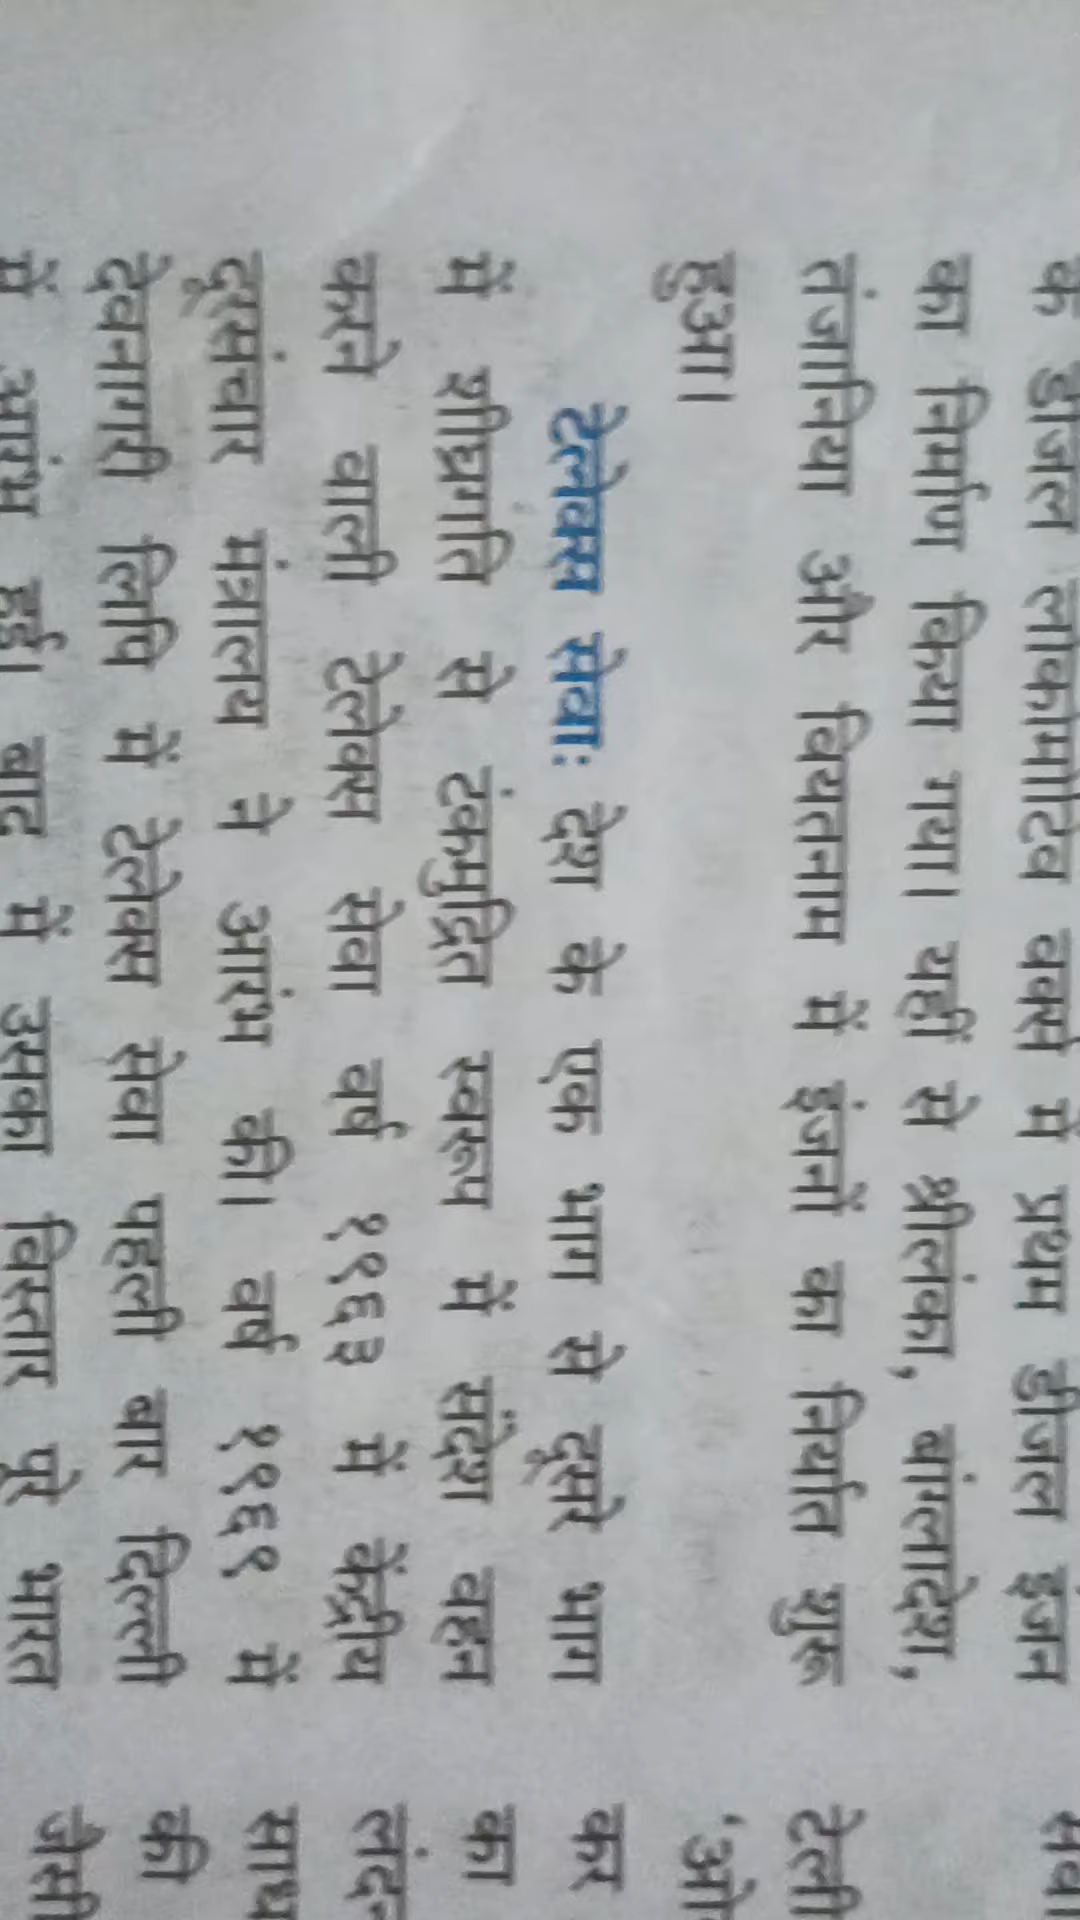 के डीजल लोकोमोटिव वर्क्स में प्रथम डीजल इंजन
का निर्माण किया गया। यहीं से श्रीलंका, बांग्लादेश,
तंजानिया और वियतनाम में इंजनों का निर्यात शुरू
हुआ।
टेलेक्स सेवा: देश के एक भाग से दूसरे भाग
में शीघ्रगति से टंकमुद्रित स्वरूप में संदेश वहन
करने वाली टेलेक्स सेवा वर्ष १९६३ में केंद्रीय
दूरसंचार मंत्रालय ने आरंभ की। वर्ष १९६९ में
देवनागरी लिपि में टेलेक्स सेवा पहली बार दिल्ली
में आरंभ हुई। बाद में उसका विस्तार पूरे भारत
टेली
'ओ
कर
का
साथ
की
जैसी